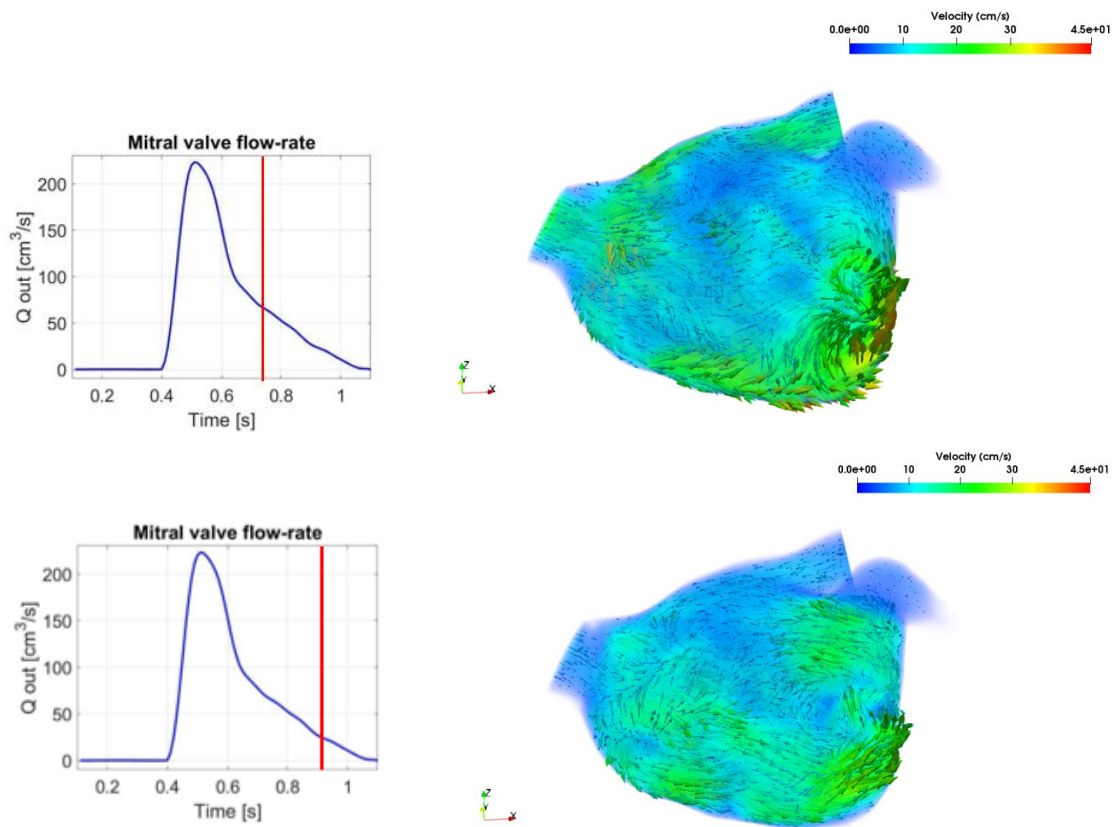 Velocity (cm/s)
0.0e+00 10 20 30 4.5e+01
Mitral valve flow-rate
Q out [cm³/s]
200
150
100
50
0
0.2 0.4 0.6 0.8 1
Time [s]
Z
Y
X
Velocity (cm/s)
0.0e+00 10 20 30 4.5e+01
Mitral valve flow-rate
Q out [cm³/s]
200
150
100
50
0
0.2 0.4 0.6 0.8 1
Time [s]
Z
Y
X